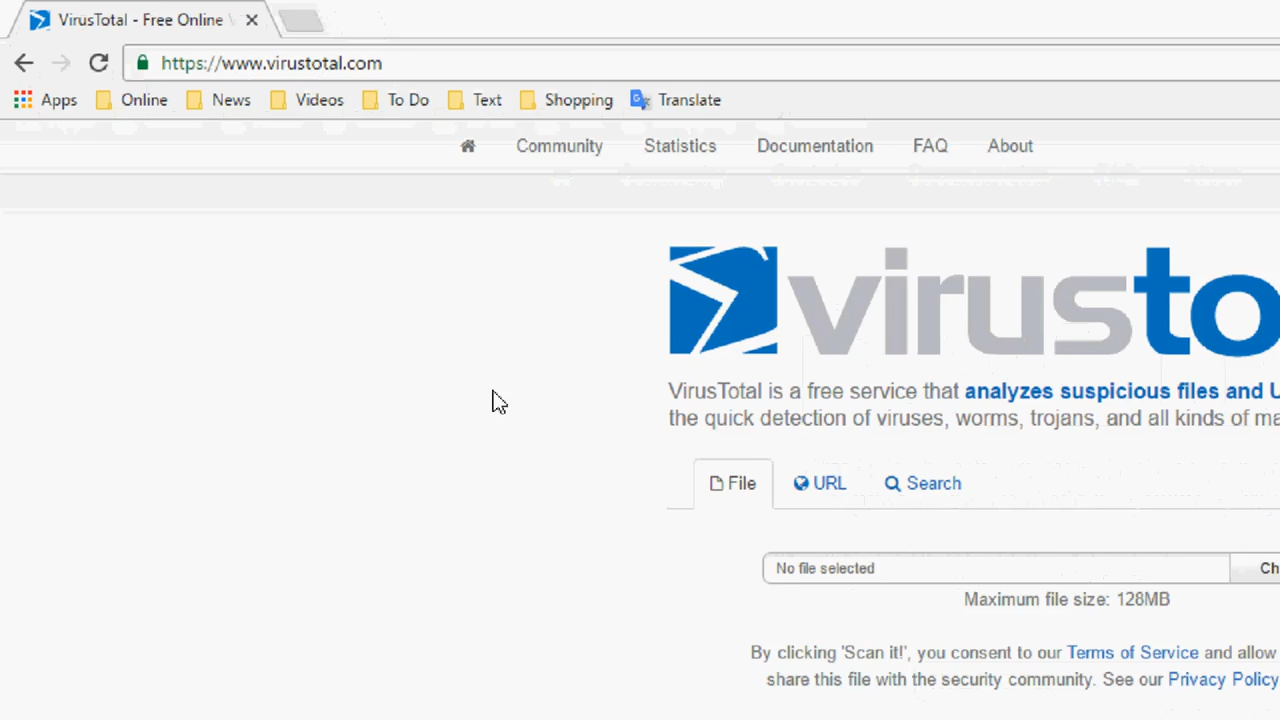 VirusTotal - Free Online
https://www.virustotal.com
Apps Online News Videos To Do Text Shopping Translate
Community Statistics Documentation FAQ About
virusto
VirusTotal is a free service that analyzes suspicious files and U
the quick detection of viruses, worms, trojans, and all kinds of ma
File URL Search
No file selected Ch
Maximum file size: 128MB
By clicking 'Scan it!', you consent to our Terms of Service and allow
share this file with the security community. See our Privacy Policy